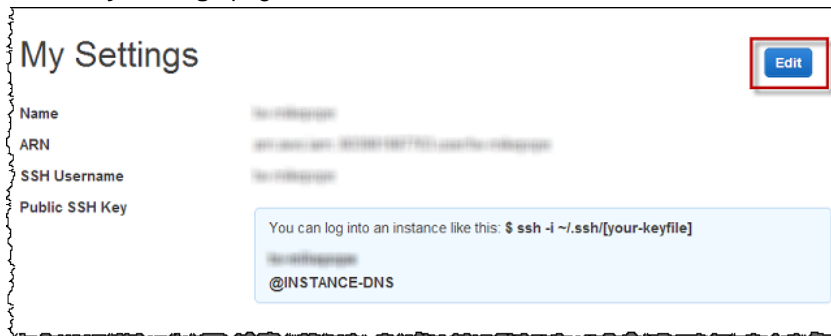 My Settings
Edit
Name
ARN
SSH Username
Public SSH Key
You can log into an instance like this: $ ssh -i ~/.ssh/[your-keyfile]
@INSTANCE-DNS